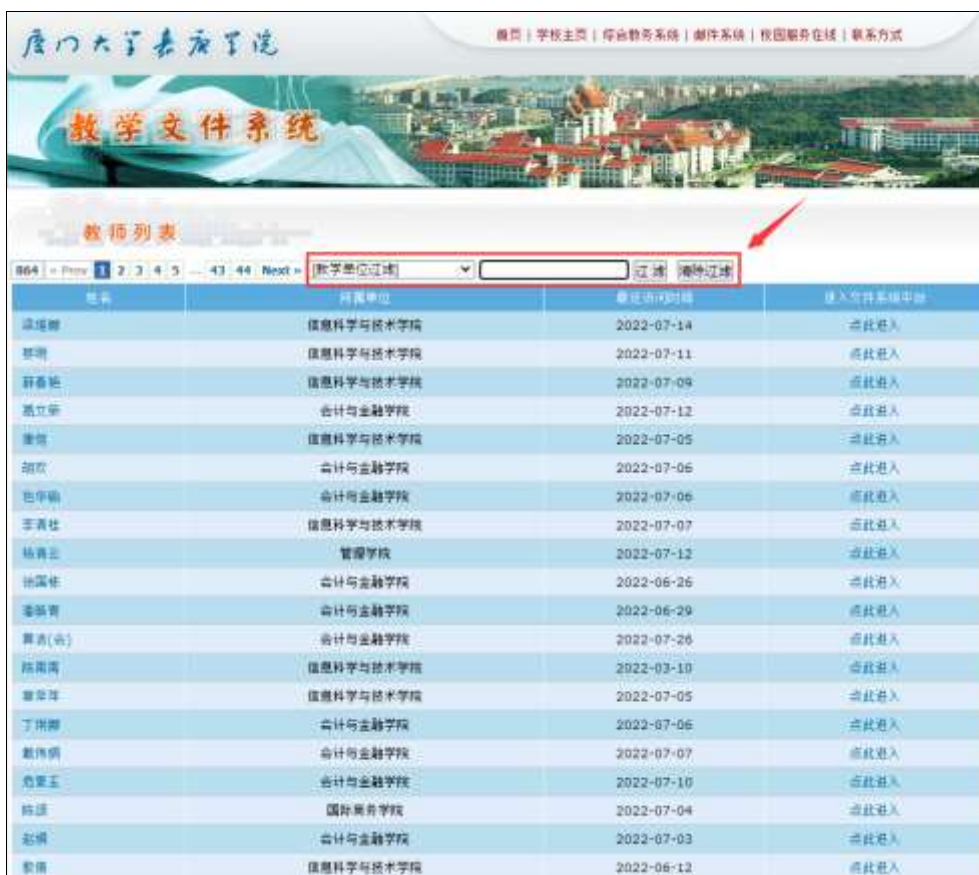 厦门大学嘉庚学院
首页 | 学校主页 | 综合教务系统 | 邮件系统 | 校园服务在线 | 联系方式
教学文件系统
教师列表
864 « Prev 1 2 3 4 5 ... 43 44 Next » [教学单位过滤] 过 滤 清除过滤
姓名 所属单位 最近访问时间 进入文件系统平台
信息科学与技术学院 2022-07-14 点此进入
信息科学与技术学院 2022-07-11 点此进入
信息科学与技术学院 2022-07-09 点此进入
会计与金融学院 2022-07-12 点此进入
信息科学与技术学院 2022-07-05 点此进入
胡欢 会计与金融学院 2022-07-06 点此进入
会计与金融学院 2022-07-06 点此进入
信息科学与技术学院 2022-07-07 点此进入
管理学院 2022-07-12 点此进入
会计与金融学院 2022-06-26 点此进入
会计与金融学院 2022-06-29 点此进入
会计与金融学院 2022-07-26 点此进入
信息科学与技术学院 2022-03-10 点此进入
信息科学与技术学院 2022-07-05 点此进入
会计与金融学院 2022-07-06 点此进入
会计与金融学院 2022-07-07 点此进入
会计与金融学院 2022-07-10 点此进入
国际商务学院 2022-07-04 点此进入
会计与金融学院 2022-07-03 点此进入
信息科学与技术学院 2022-06-12 点此进入